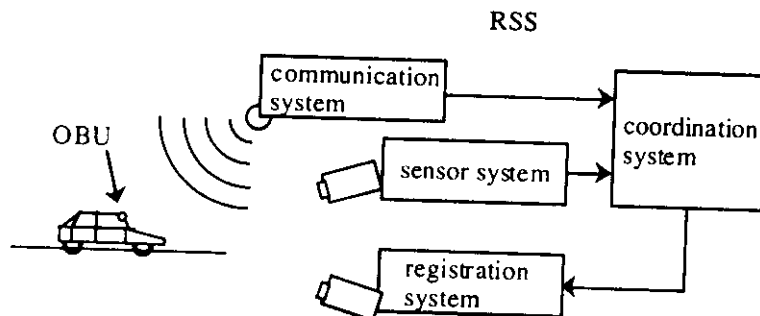 RSS
communication
system
coordination
system
OBU
sensor system
registration
system